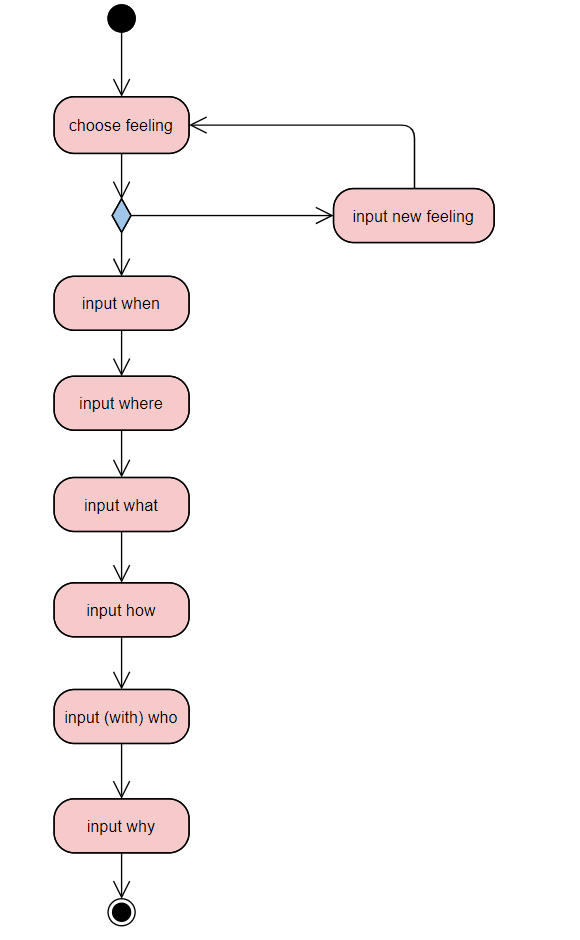 choose feeling
input new feeling
input when
input where
input what
input how
input (with) who
input why